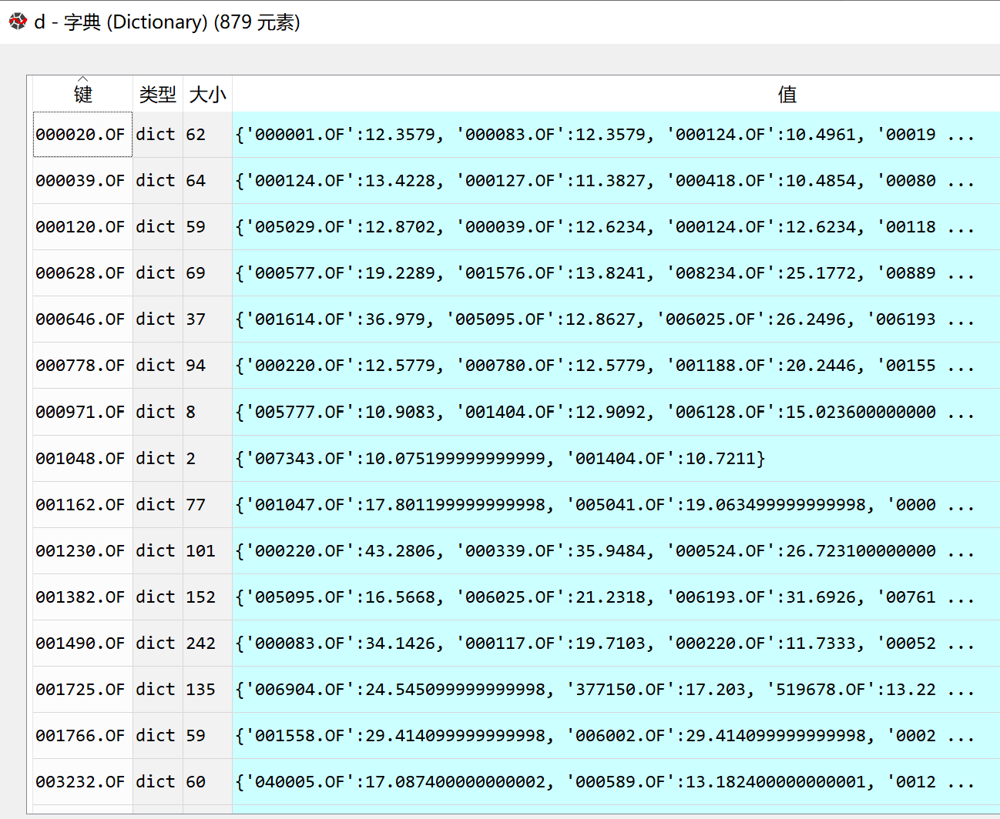 d - 字典 (Dictionary) (879 元素)
键 类型 大小 值
000020.OF dict 62 {'000001.OF':12.3579, '000083.OF':12.3579, '000124.OF':10.4961, '00019 ...
000039.OF dict 64 {'000124.OF':13.4228, '000127.OF':11.3827, '000418.OF':10.4854, '00080 ...
000120.OF dict 59 {'005029.OF':12.8702, '000039.OF':12.6234, '000124.OF':12.6234, '00118 ...
000628.OF dict 69 {'000577.OF':19.2289, '001576.OF':13.8241, '008234.OF':25.1772, '00889 ...
000646.OF dict 37 {'001614.OF':36.979, '005095.OF':12.8627, '006025.OF':26.2496, '006193 ...
000778.OF dict 94 {'000220.OF':12.5779, '000780.OF':12.5779, '001188.OF':20.2446, '00155 ...
000971.OF dict 8 {'005777.OF':10.9083, '001404.OF':12.9092, '006128.OF':15.023600000000 ...
001048.OF dict 2 {'007343.OF':10.075199999999999, '001404.OF':10.7211}
001162.OF dict 77 {'001047.OF':17.801199999999998, '005041.OF':19.063499999999998, '0000 ...
001230.OF dict 101 {'000220.OF':43.2806, '000339.OF':35.9484, '000524.OF':26.723100000000 ...
001382.OF dict 152 {'005095.OF':16.5668, '006025.OF':21.2318, '006193.OF':31.6926, '00761 ...
001490.OF dict 242 {'000083.OF':34.1426, '000117.OF':19.7103, '000220.OF':11.7333, '00052 ...
001725.OF dict 135 {'006904.OF':24.545099999999998, '377150.OF':17.203, '519678.OF':13.22 ...
001766.OF dict 59 {'001558.OF':29.414099999999998, '006002.OF':29.414099999999998, '0002 ...
003232.OF dict 60 {'040005.OF':17.087400000000002, '000589.OF':13.182400000000001, '0012 ...